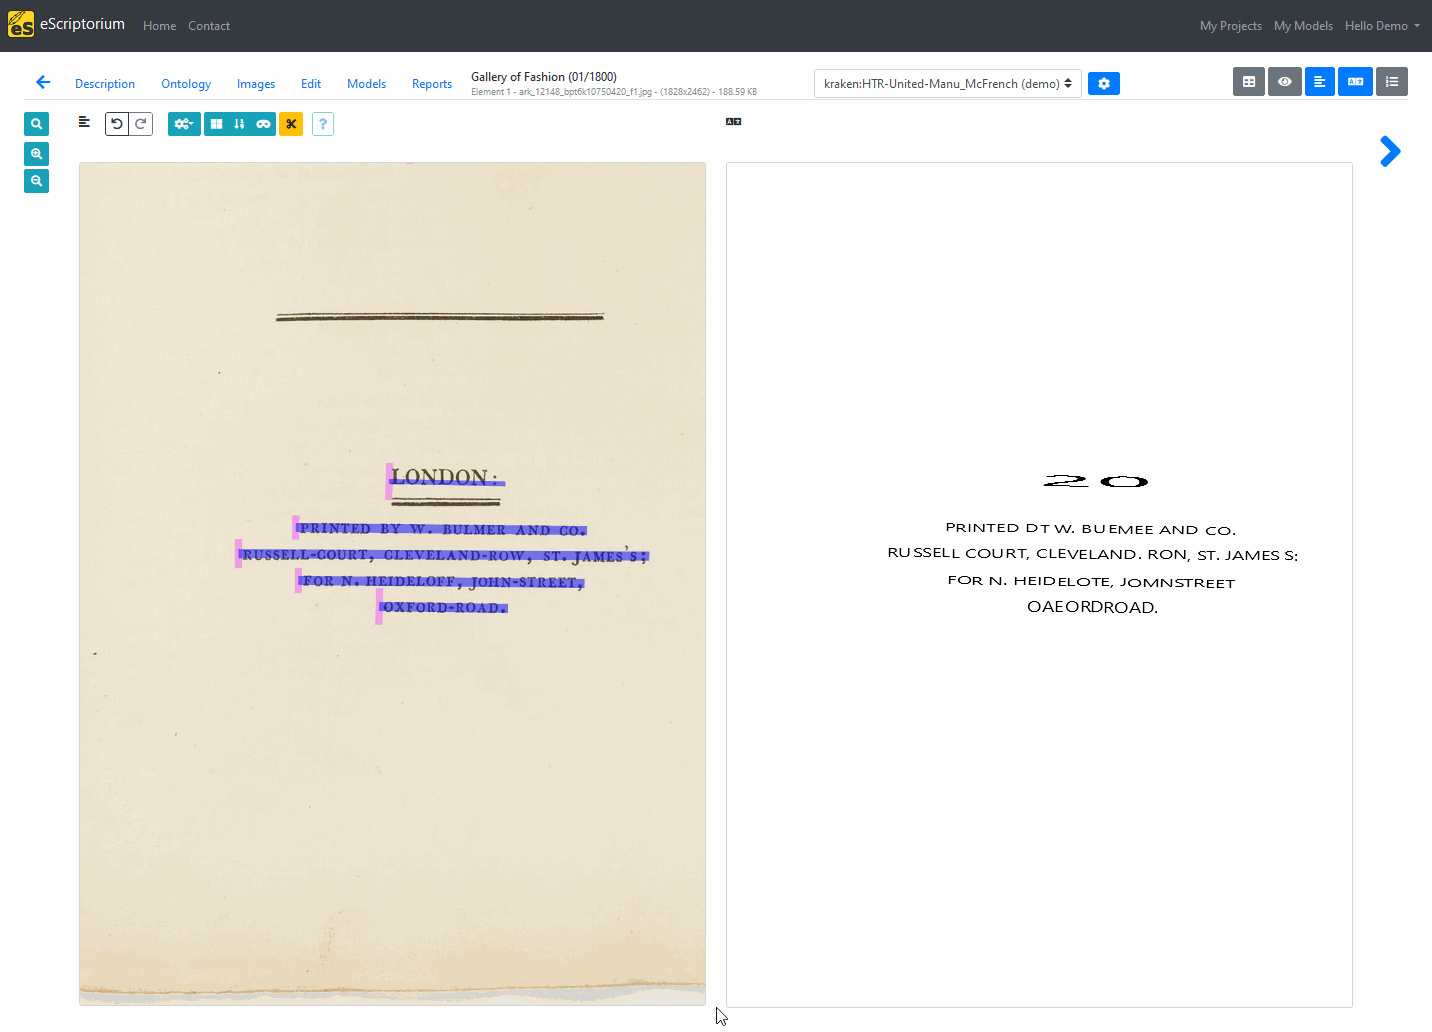 eScriptorium Home Contact My Projects My Models Hello Demo
Description Ontology Images Edit Models Reports Gallery of Fashion (01/1800) kraken:HTR-United-Manu_McFrench (demo)
Element 1 - ark_12148_bpt6k10750420_f1.jpg - (1828x2462) - 188.59 KB
LONDON:
PRINTED BY W. BULMER AND CO.
RUSSELL-COURT, CLEVELAND-ROW, ST. JAMES'S;
FOR N. HEIDELOFF, JOHN-STREET,
OXFORD-ROAD.
2 0
PRINTED DT W. BUEMEE AND CO.
RUSSELL COURT, CLEVELAND. RON, ST. JAMES S:
FOR N. HEIDELOTE, JOMNSTREET
OAEORDROAD.